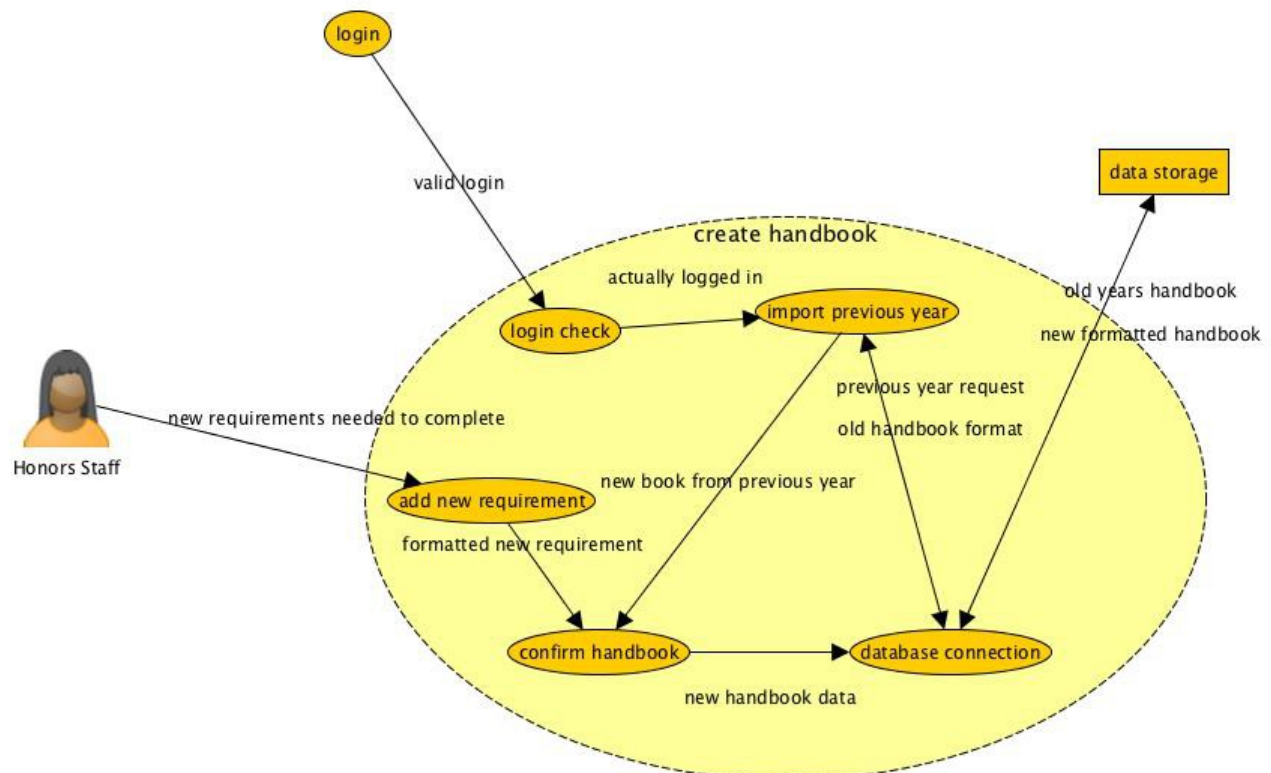 login
valid login
data storage
create handbook
actually logged in
old years handbook
import previous year
login check
new formatted handbook
previous year request
new requirements needed to complete
old handbook format
Honors Staff
new book from previous year
add new requirement
formatted new requirement
confirm handbook
database connection
new handbook data